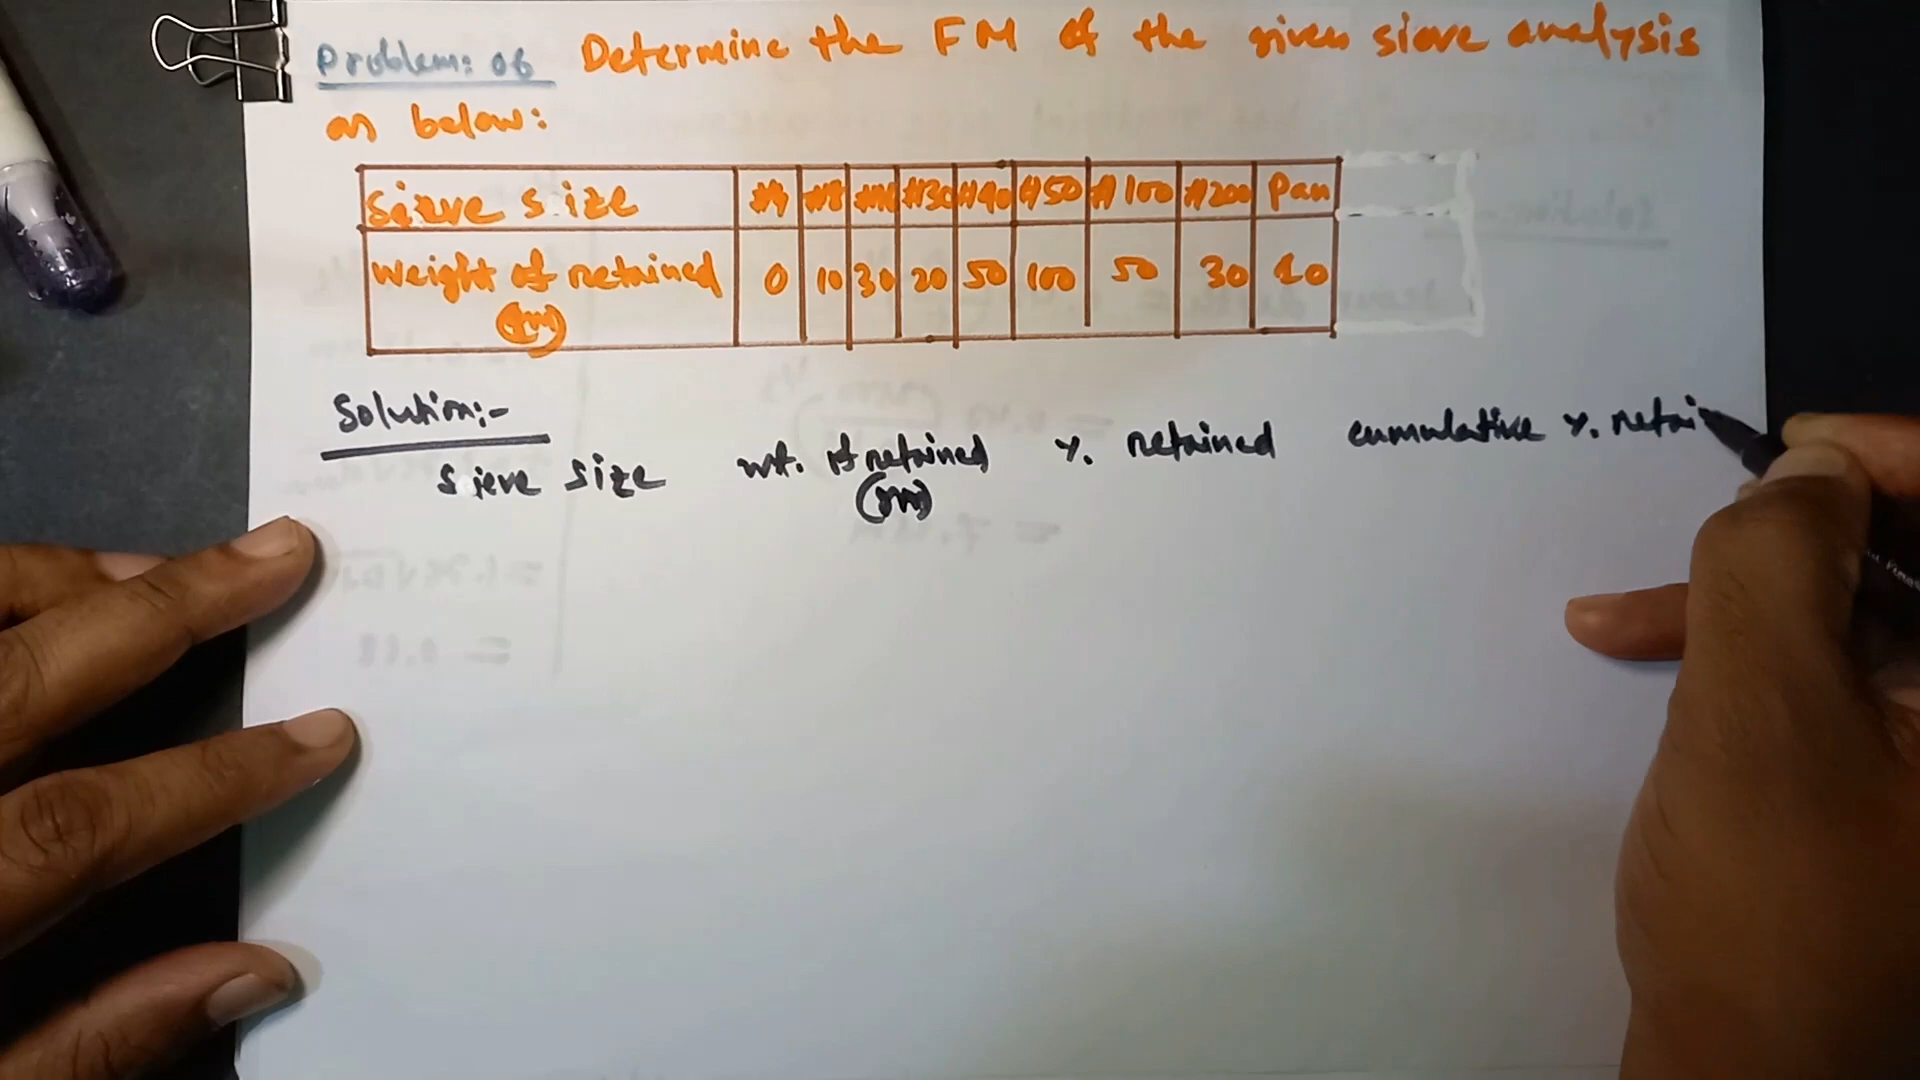 Problem: 06 Determine the FM of the given sieve analysis
as below:
Sieve size #4 #8 #16 #30 #40 #50 #100 #200 Pan
Weight of retained 0 10 30 20 50 100 50 30 10
(gm)
Solution:-
Sieve size wt. of retained %. retained cumulative %. retai
(gm)